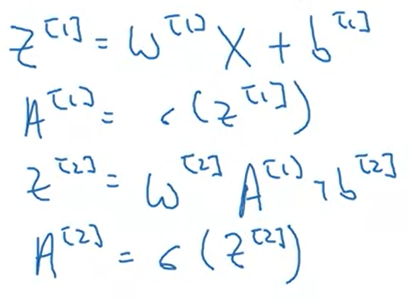 Z^[1] = W^[1] X + b^[1]
A^[1] = σ(Z^[1])
Z^[2] = W^[2] A^[1] + b^[2]
A^[2] = σ(Z^[2])